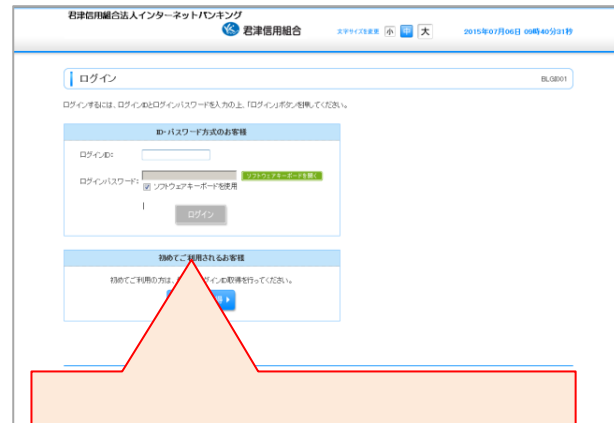 君津信用組合法人インターネットバンキング
君津信用組合
文字サイズを変更 小 中 大
2015年07月06日 09時40分31秒
ログイン
BLGI001
ログインするには、ログインIDとログインパスワードを入力の上、「ログイン」ボタンを押してください。
ID・パスワード方式のお客様
ログインID:
ログインパスワード:
ソフトウェアキーボードを開く
ソフトウェアキーボードを使用
ログイン
初めてご利用されるお客様
初めてご利用の方は、
ログインID取得を行ってください。